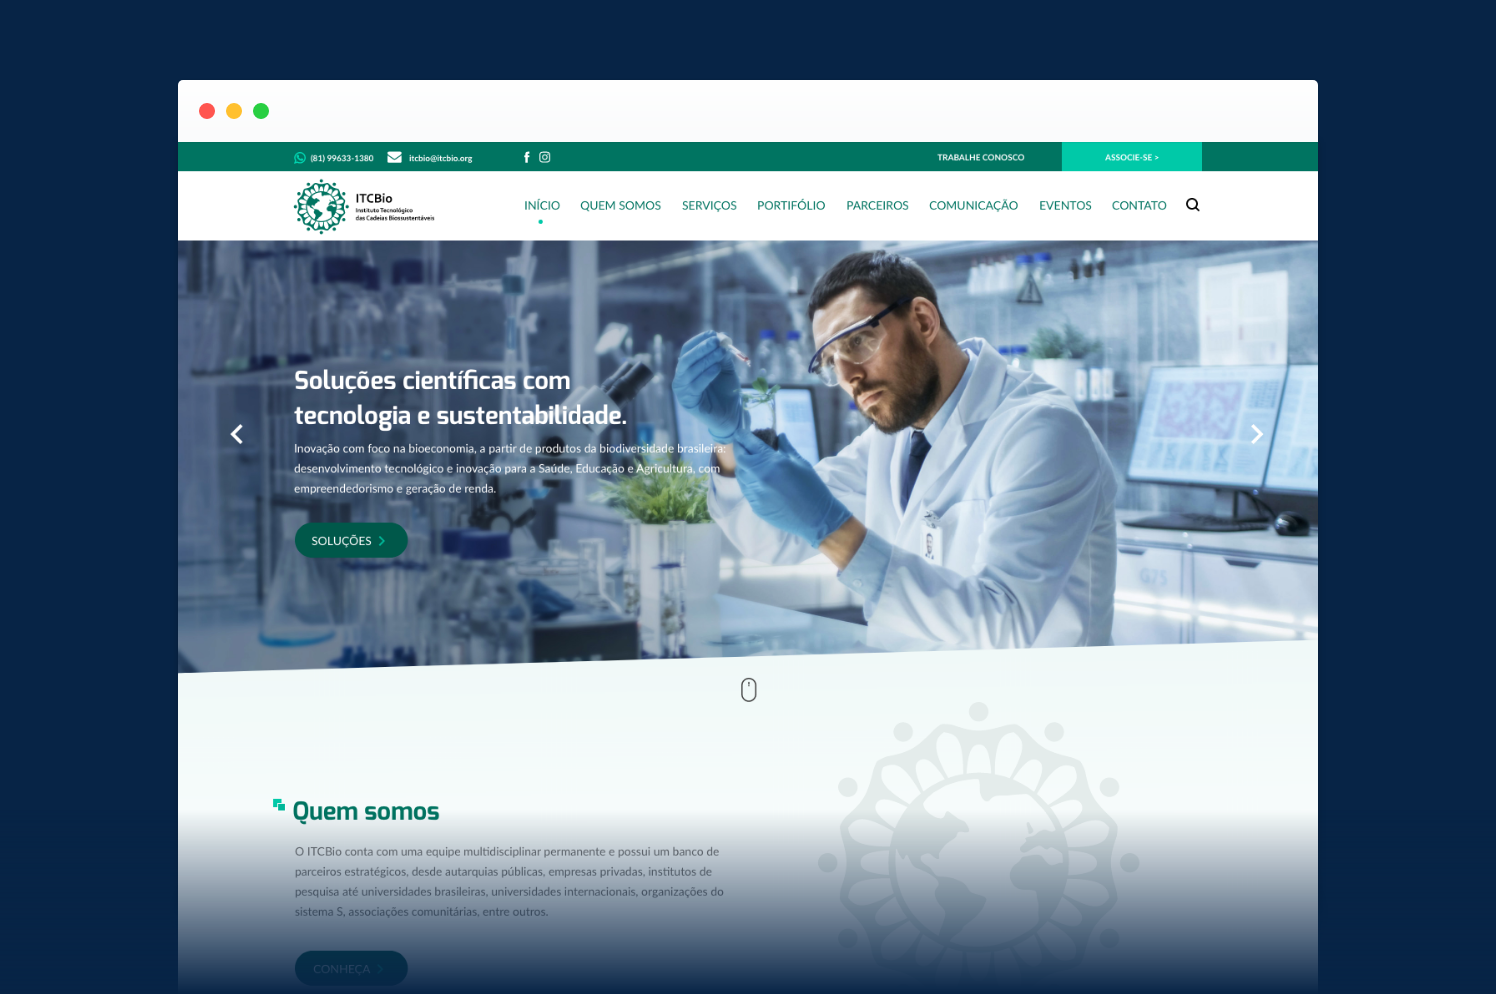 (81) 99633-1380 itcbio@itcbio.org TRABALHE CONOSCO ASSOCIE-SE >
ITCBio
Instituto Tecnológico
das Cadeias Biossustentáveis
INÍCIO QUEM SOMOS SERVIÇOS PORTIFÓLIO PARCEIROS COMUNICAÇÃO EVENTOS CONTATO
Soluções científicas com
tecnologia e sustentabilidade.
Inovação com foco na bioeconomia, a partir de produtos da biodiversidade brasileira:
desenvolvimento tecnológico e inovação para a Saúde, Educação e Agricultura, com
empreendedorismo e geração de renda.
SOLUÇÕES >
G75
Quem somos
O ITCBio conta com uma equipe multidisciplinar permanente e possui um banco de
parceiros estratégicos, desde autarquias públicas, empresas privadas, institutos de
pesquisa até universidades brasileiras, universidades internacionais, organizações do
sistema S, associações comunitárias, entre outros.
CONHEÇA >